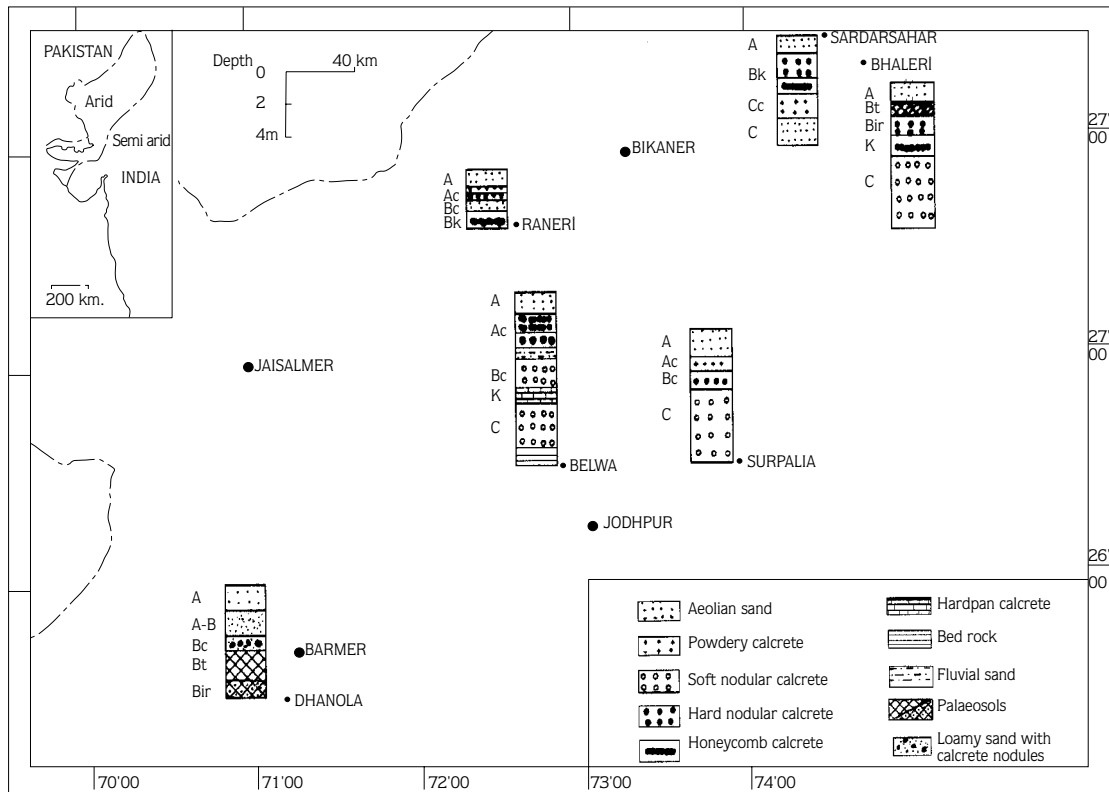 PAKISTAN
Arid
Semi arid
INDIA
200 km.
Depth
0
2
4m
40 km
A
Bk
Cc
C
SARDARSAHAR
BHALERİ
A
Bt
Bir
K
C
27'
00
BIKANER
A
Ac
Bc
Bk
RANERİ
A
Ac
Bc
K
C
BELWA
A
Ac
Bc
C
SURPALIA
27'
00
JAISALMER
JODHPUR
26'
00
A
A-B
Bc
Bt
Bir
BARMER
DHANOLA
Aeolian sand
Powdery calcrete
Soft nodular calcrete
Hard nodular calcrete
Honeycomb calcrete
Hardpan calcrete
Bed rock
Fluvial sand
Palaeosols
Loamy sand with
calcrete nodules
70'00
71'00
72'00
73'00
74'00